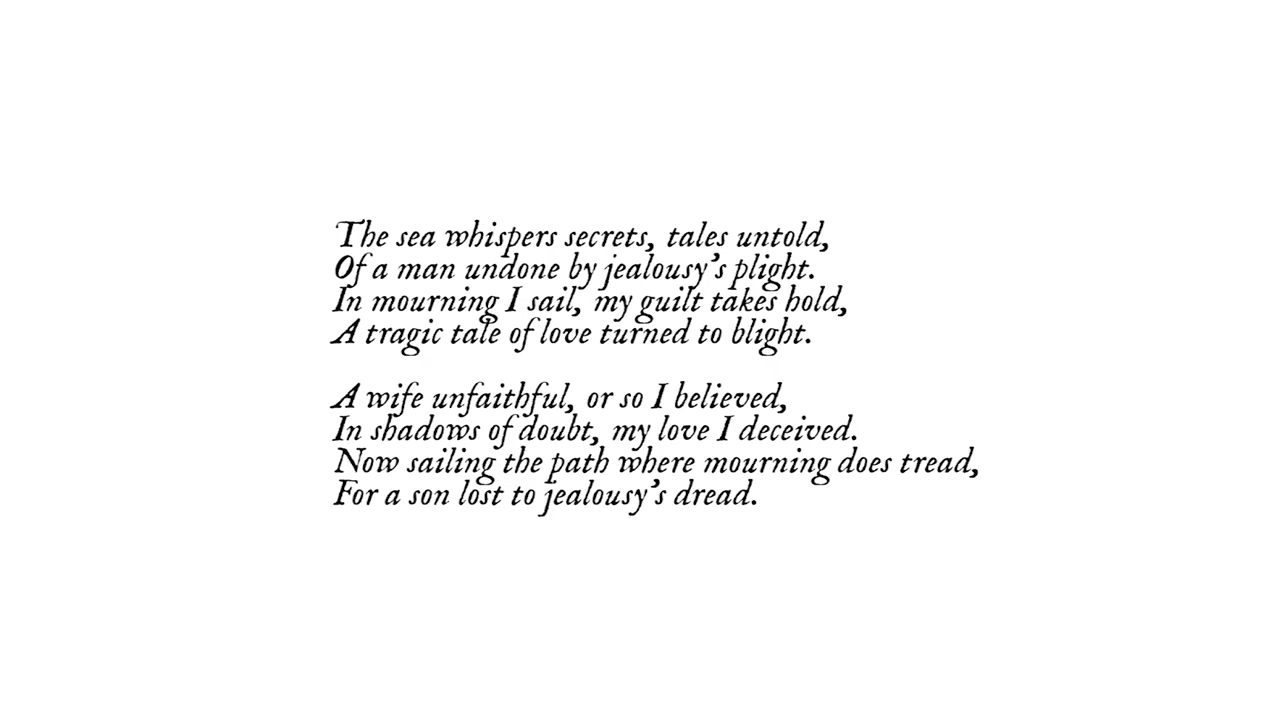 The sea whispers secrets, tales untold,
Of a man undone by jealousy's plight.
In mourning I sail, my guilt takes hold,
A tragic tale of love turned to blight.
A wife unfaithful, or so I believed,
In shadows of doubt, my love I deceived.
Now sailing the path where mourning does tread,
For a son lost to jealousy's dread.